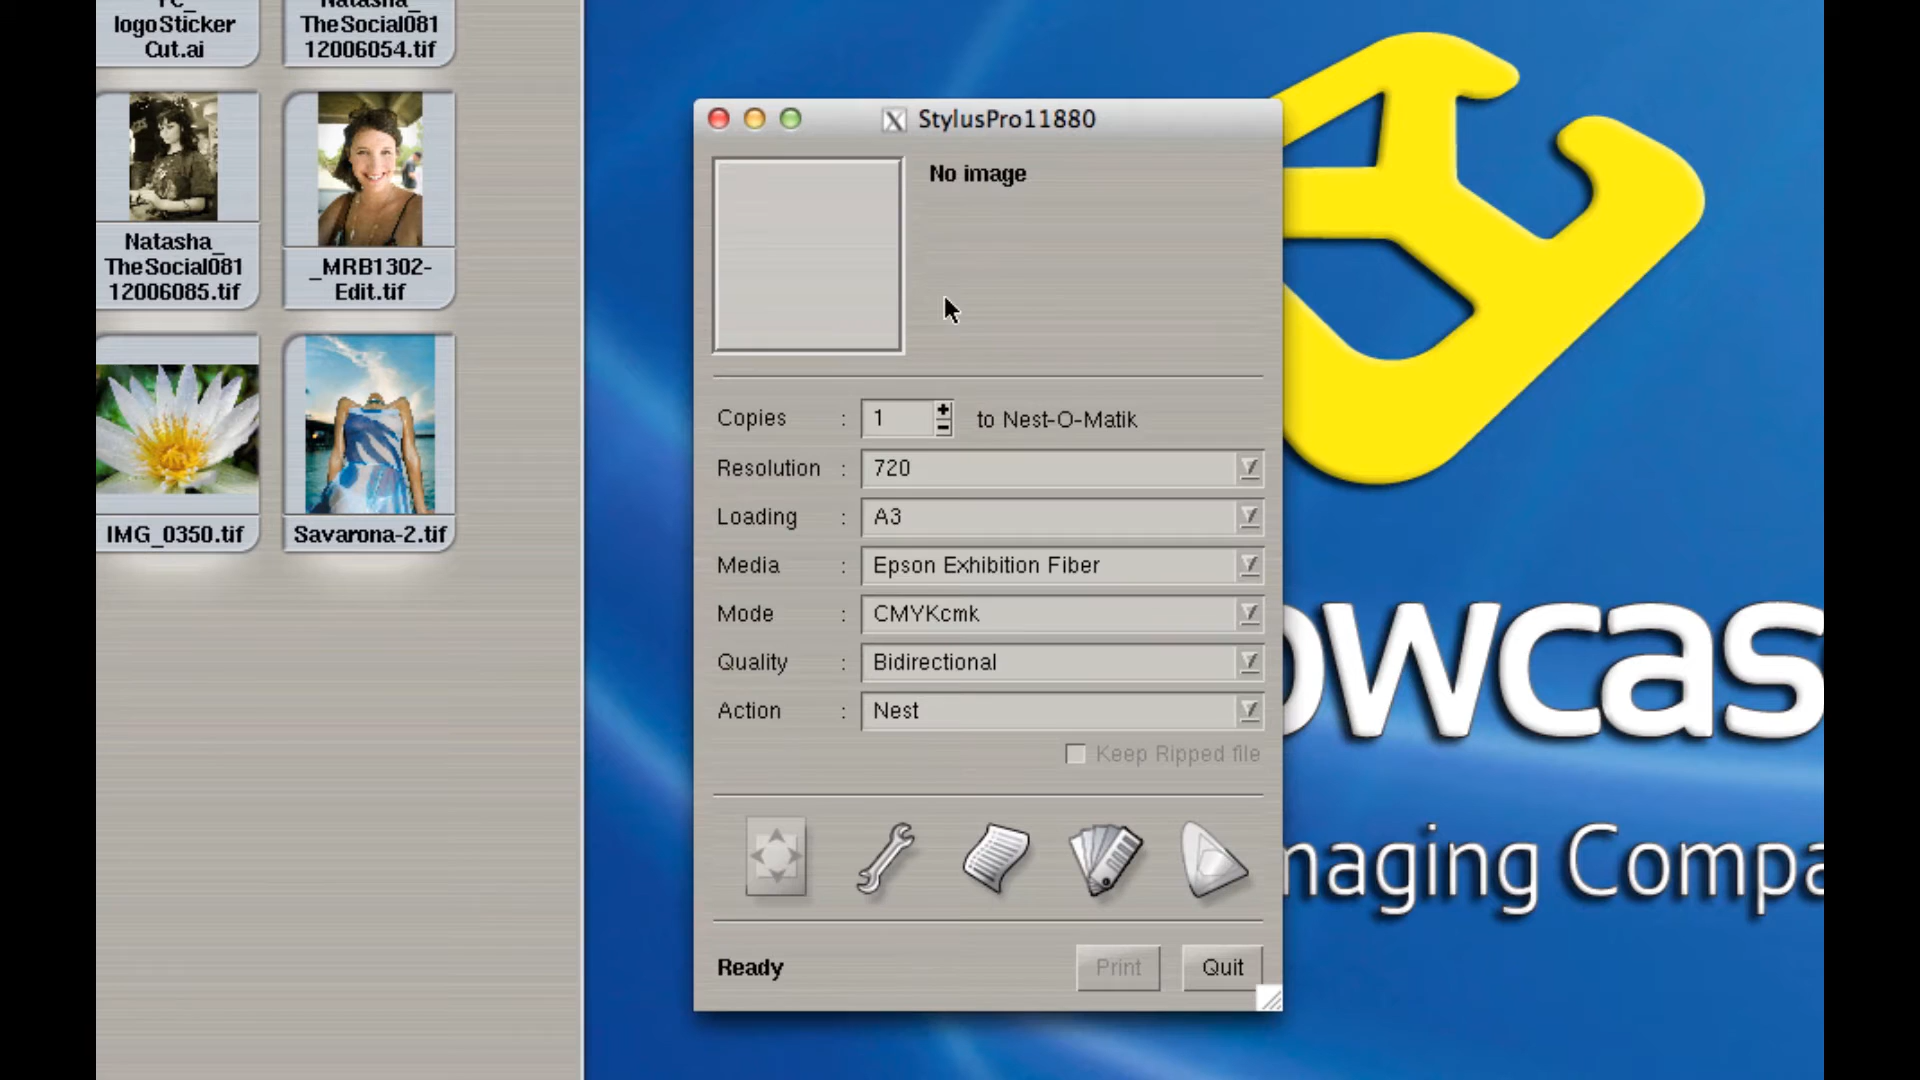 logoSticker
Cut.ai
TheSocial081
12006054.tif
Natasha_
TheSocial081
12006085.tif
_MRB1302-
Edit.tif
IMG_0350.tif
Savarona-2.tif
StylusPro11880
No image
Copies : 1 to Nest-O-Matik
Resolution : 720
Loading : A3
Media : Epson Exhibition Fiber
Mode : CMYKcmk
Quality : Bidirectional
Action : Nest
Keep Ripped file
Ready
Print
Quit
owcas
maging Compa